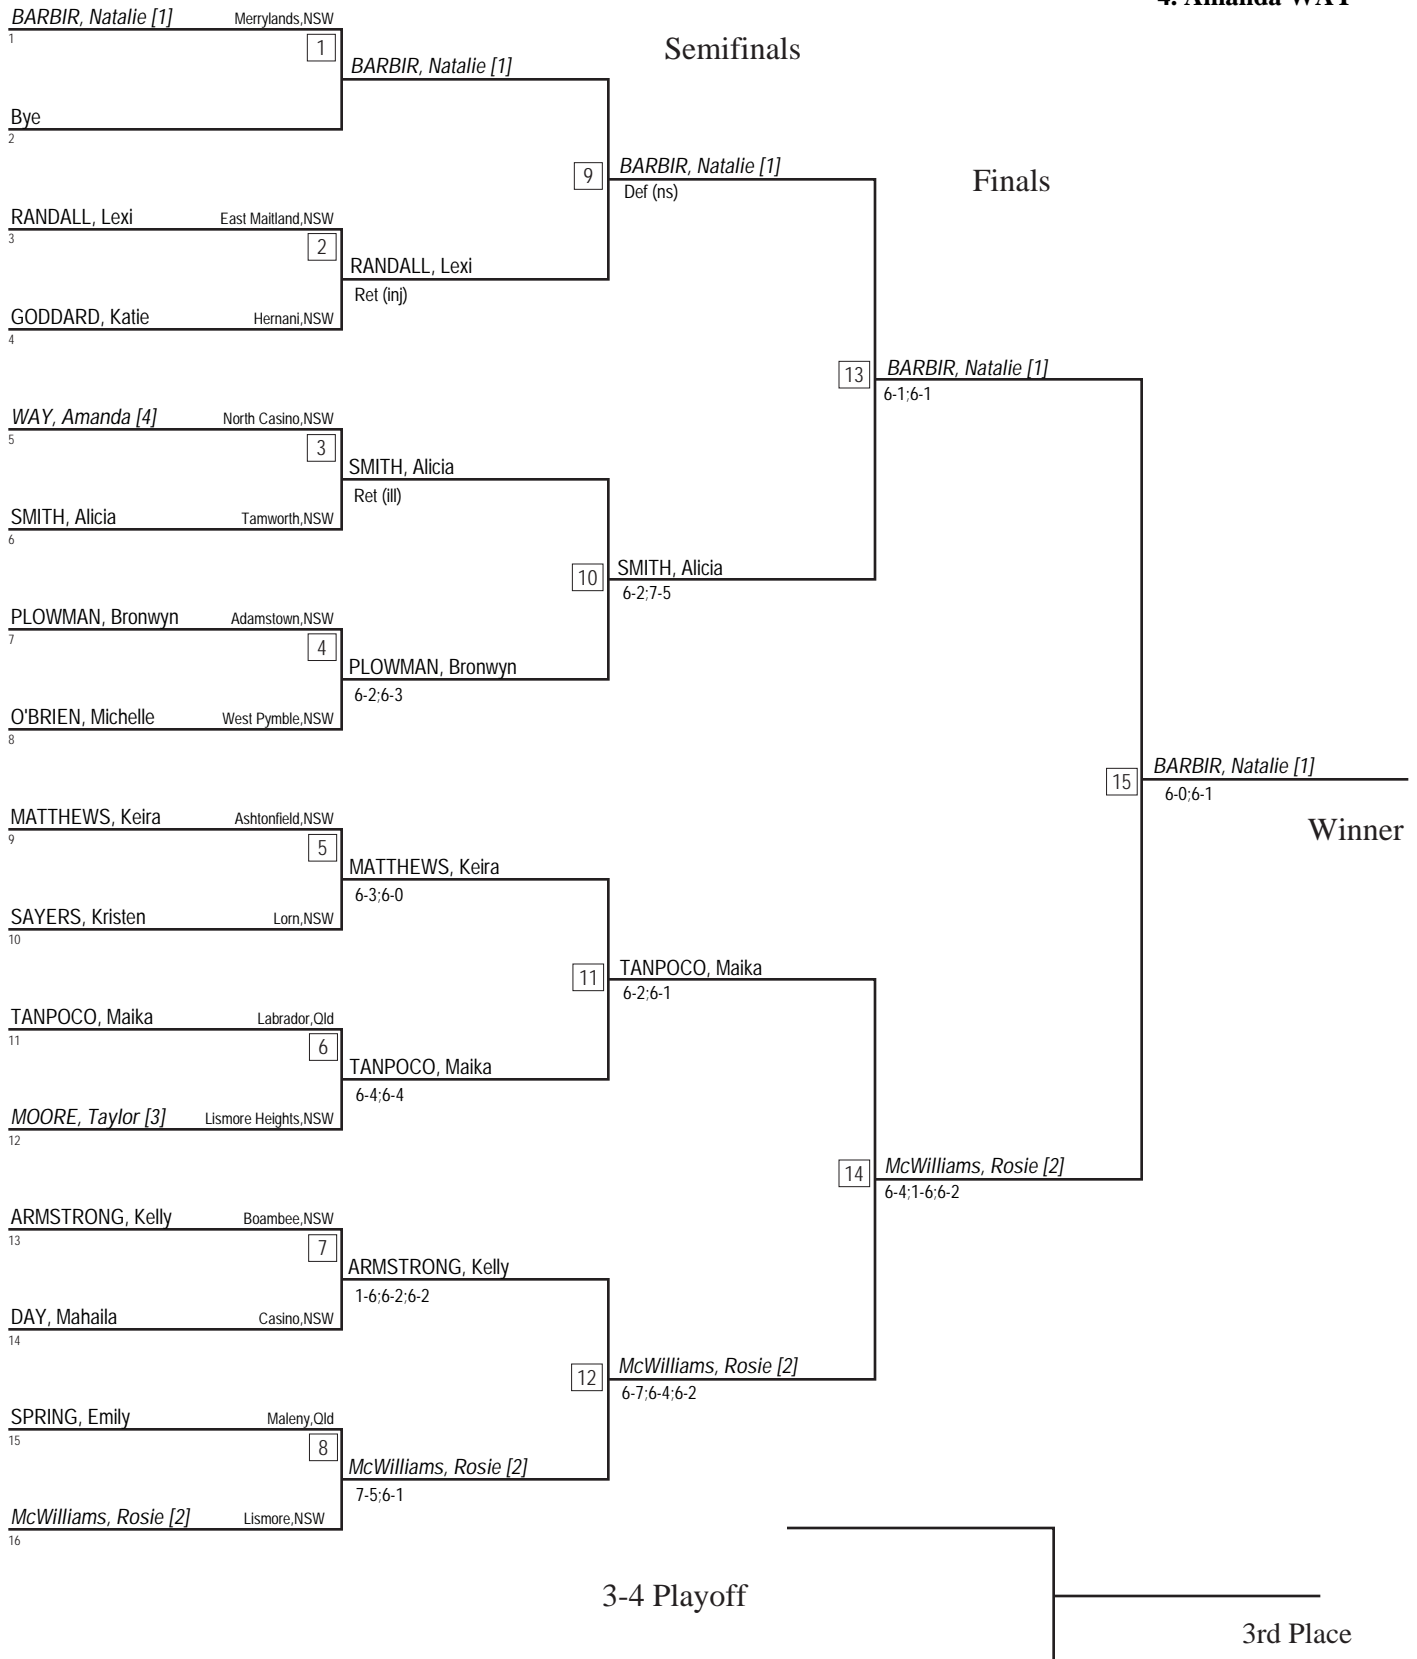 4. Amanda WAY
BARBIR, Natalie [1] Merrylands,NSW
1
1
BARBIR, Natalie [1]
Semifinals
Bye
2
9
BARBIR, Natalie [1]
Def (ns)
Finals
RANDALL, Lexi East Maitland,NSW
3
2
RANDALL, Lexi
Ret (inj)
GODDARD, Katie Hernani,NSW
4
13
BARBIR, Natalie [1]
6-1;6-1
WAY, Amanda [4] North Casino,NSW
5
3
SMITH, Alicia
Ret (ill)
SMITH, Alicia Tamworth,NSW
6
10
SMITH, Alicia
6-2;7-5
PLOWMAN, Bronwyn Adamstown,NSW
7
4
PLOWMAN, Bronwyn
6-2;6-3
O'BRIEN, Michelle West Pymble,NSW
8
15
BARBIR, Natalie [1]
6-0;6-1
Winner
MATTHEWS, Keira Ashtonfield,NSW
9
5
MATTHEWS, Keira
6-3;6-0
SAYERS, Kristen Lorn,NSW
10
11
TANPOCO, Maika
6-2;6-1
TANPOCO, Maika Labrador,Qld
11
6
TANPOCO, Maika
6-4;6-4
MOORE, Taylor [3] Lismore Heights,NSW
12
14
McWilliams, Rosie [2]
6-4;1-6;6-2
ARMSTRONG, Kelly Boambee,NSW
13
7
ARMSTRONG, Kelly
1-6;6-2;6-2
DAY, Mahaila Casino,NSW
14
12
McWilliams, Rosie [2]
6-7;6-4;6-2
SPRING, Emily Maleny,Qld
15
8
McWilliams, Rosie [2]
7-5;6-1
McWilliams, Rosie [2] Lismore,NSW
16
3-4 Playoff
3rd Place